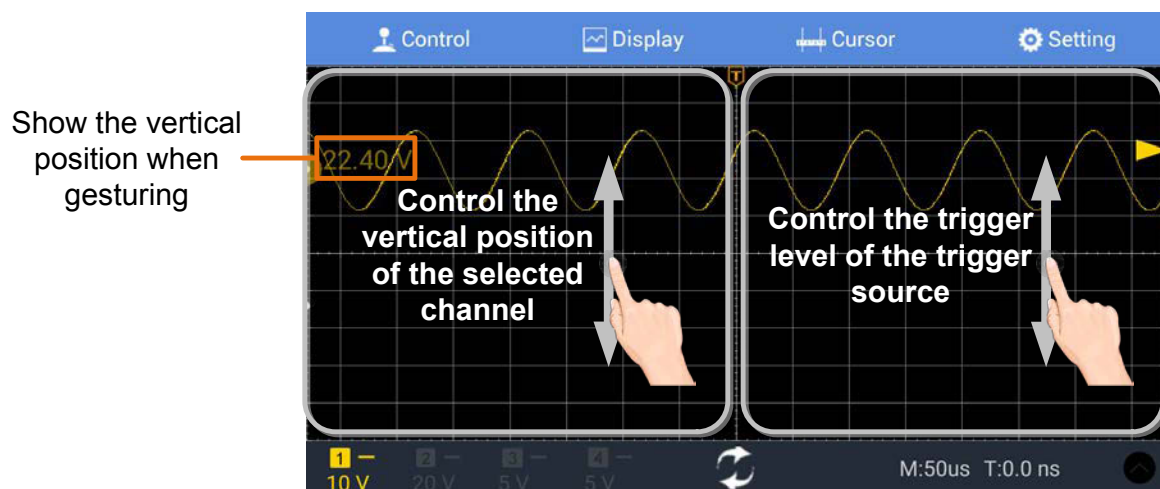 Control Display Cursor Setting
T
Show the vertical
position when
gesturing
22.40 V
Control the
vertical position
of the selected
channel
Control the trigger
level of the trigger
source
1 2 3 4
10 V 20 V 5 V 5 V
M:50us T:0.0 ns